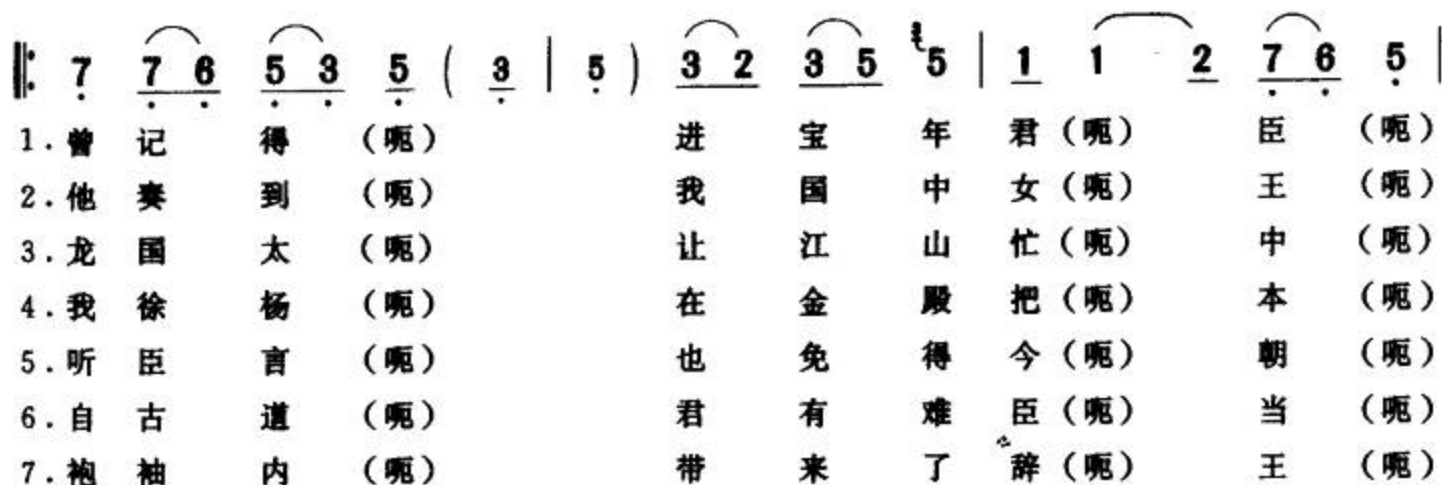 7 7 6 5 3 5 ( 3 | 5 ) 3 2 3 5 5 | 1 1 2 7 6 5 |
1.曾 记 得 (呃) 进 宝 年 君(呃) 臣 (呃)
2.他 赛 到 (呃) 我 国 中 女(呃) 王 (呃)
3.龙 国 太 (呃) 让 江 山 忙(呃) 中 (呃)
4.我 徐 杨 (呃) 在 金 殿 把(呃) 本 (呃)
5.听 臣 言 (呃) 也 免 得 今(呃) 朝 (呃)
6.自 古 道 (呃) 君 有 难 臣(呃) 当 (呃)
7.袍 袖 内 (呃) 带 来 了 辞(呃) 王 (呃)